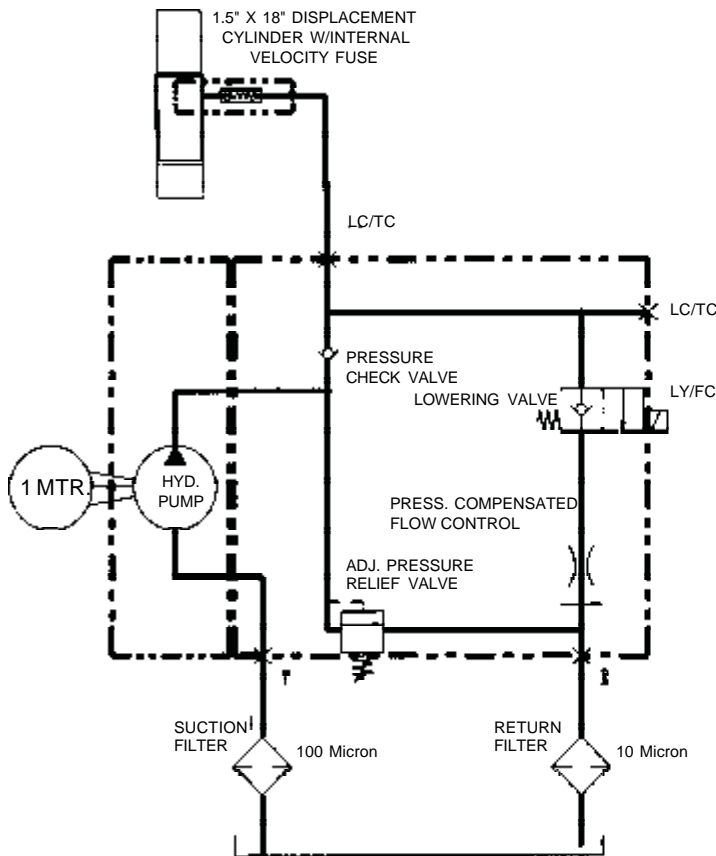 1.5" X 18" DISPLACEMENT
CYLINDER W/INTERNAL
VELOCITY FUSE
LC/TC
LC/TC
PRESSURE
CHECK VALVE
LOWERING VALVE
LY/FC
1 MTR.
HYD.
PUMP
PRESS. COMPENSATED
FLOW CONTROL
ADJ. PRESSURE
RELIEF VALVE
SUCTION
FILTER
100 Micron
RETURN
FILTER
10 Micron